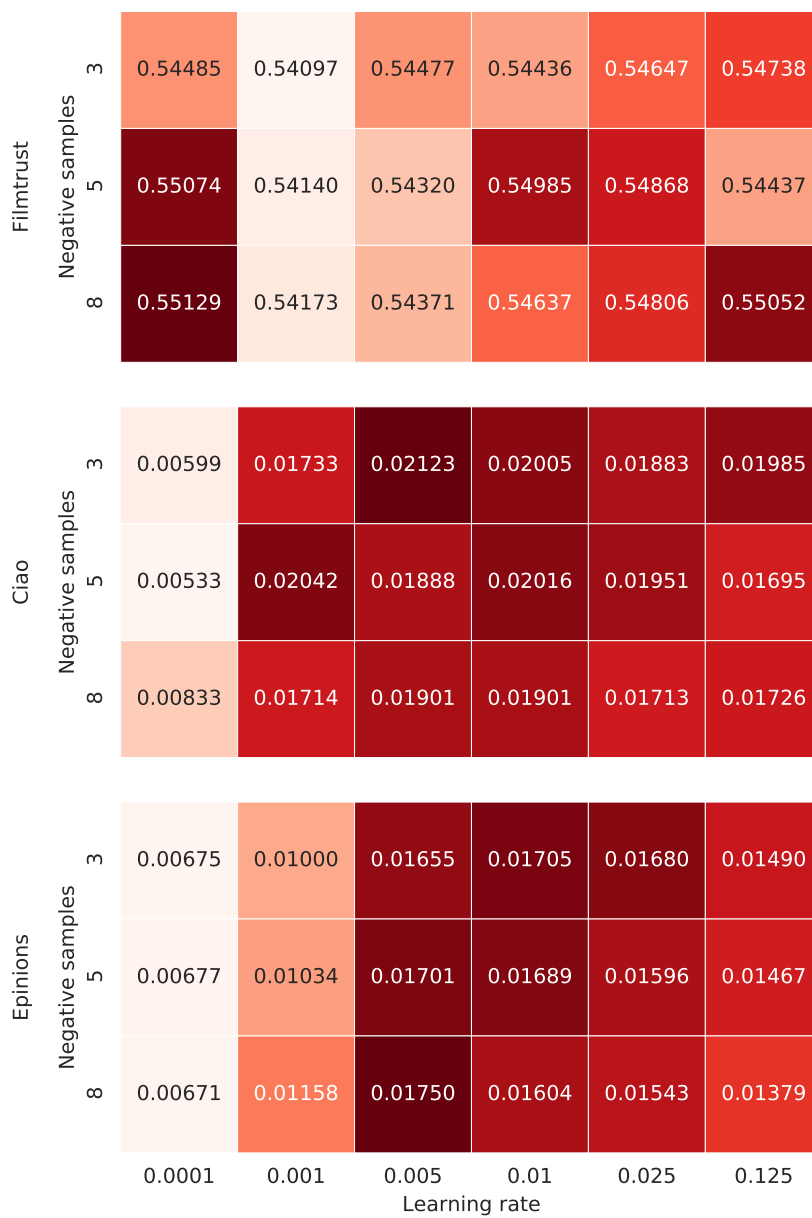 Filmtrust
Negative samples
3 0.54485 0.54097 0.54477 0.54436 0.54647 0.54738
5 0.55074 0.54140 0.54320 0.54985 0.54868 0.54437
8 0.55129 0.54173 0.54371 0.54637 0.54806 0.55052
Ciao
Negative samples
3 0.00599 0.01733 0.02123 0.02005 0.01883 0.01985
5 0.00533 0.02042 0.01888 0.02016 0.01951 0.01695
8 0.00833 0.01714 0.01901 0.01901 0.01713 0.01726
Epinions
Negative samples
3 0.00675 0.01000 0.01655 0.01705 0.01680 0.01490
5 0.00677 0.01034 0.01701 0.01689 0.01596 0.01467
8 0.00671 0.01158 0.01750 0.01604 0.01543 0.01379
0.0001 0.001 0.005 0.01 0.025 0.125
Learning rate